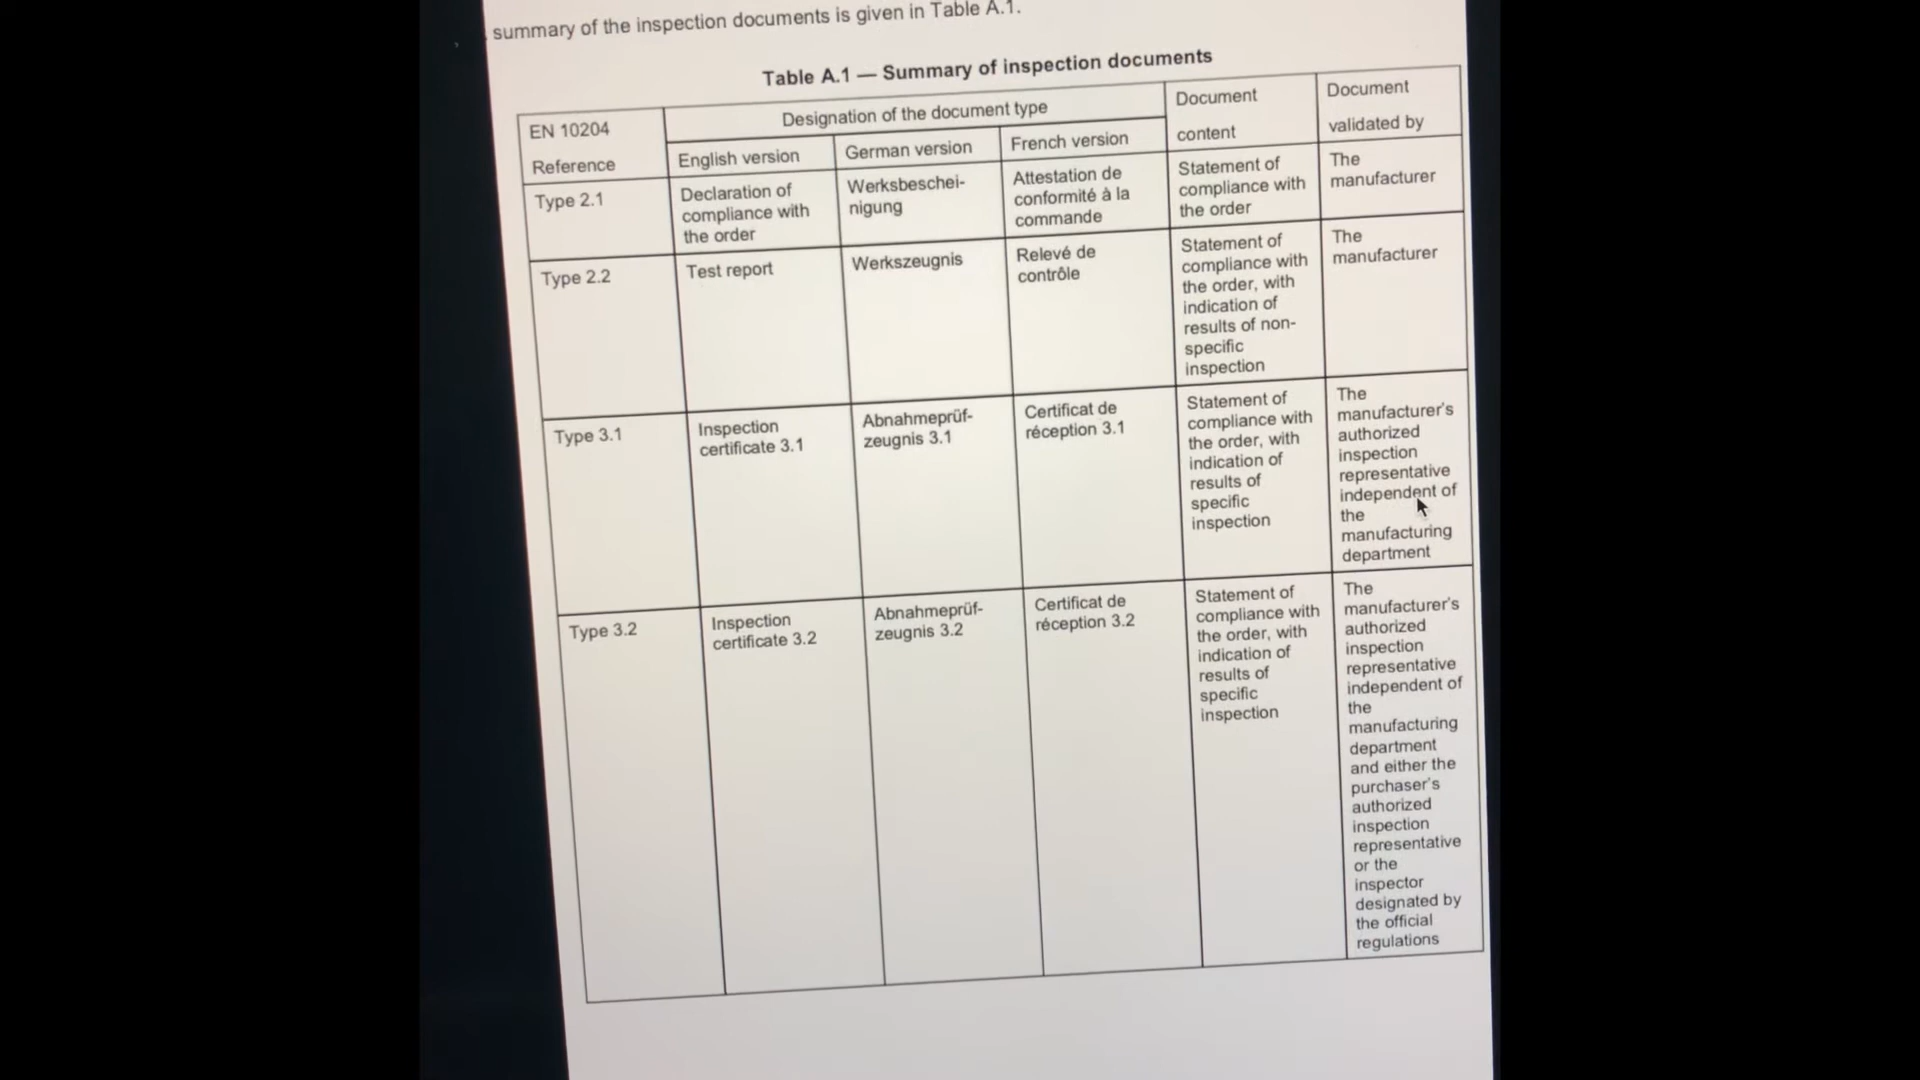 summary of the inspection documents is given in Table A.1.
Table A.1 — Summary of inspection documents
EN 10204
Reference
Designation of the document type
Document
content
Document
validated by
English version
German version
French version
Type 2.1
Declaration of
compliance with
the order
Werksbeschei-
nigung
Attestation de
conformité à la
commande
Statement of
compliance with
the order
The
manufacturer
Type 2.2
Test report
Werkszeugnis
Relevé de
contrôle
Statement of
compliance with
the order, with
indication of
results of non-
specific
inspection
The
manufacturer
Type 3.1
Inspection
certificate 3.1
Abnahmeprüf-
zeugnis 3.1
Certificat de
réception 3.1
Statement of
compliance with
the order, with
indication of
results of
specific
inspection
The
manufacturer's
authorized
inspection
representative
independent of
the
manufacturing
department
Type 3.2
Inspection
certificate 3.2
Abnahmeprüf-
zeugnis 3.2
Certificat de
réception 3.2
Statement of
compliance with
the order, with
indication of
results of
specific
inspection
The
manufacturer's
authorized
inspection
representative
independent of
the
manufacturing
department
and either the
purchaser's
authorized
inspection
representative
or the
inspector
designated by
the official
regulations